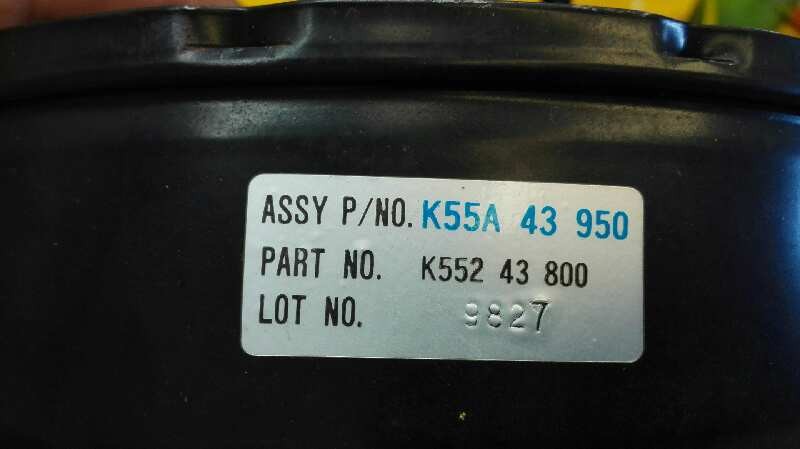 ASSY P/NO. K55A 43 950
PART NO. K552 43 800
LOT NO. 9827